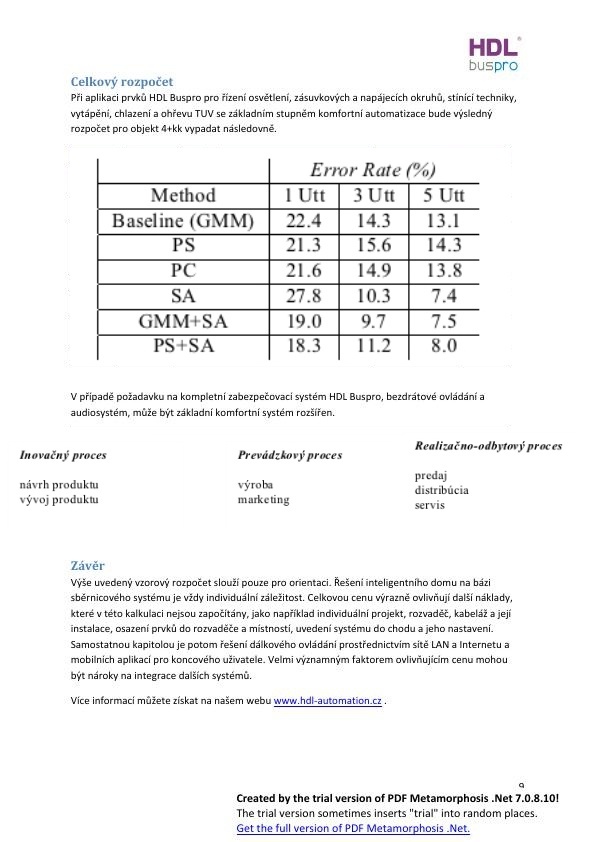 HDL®
buspro
Celkový rozpočet
Při aplikaci prvků HDL Buspro pro řízení osvětlení, zásuvkových a napájecích okruhů, stínící techniky,
vytápění, chlazení a ohřevu TUV se základním stupněm komfortní automatizace bude výsledný
rozpočet pro objekt 4+kk vypadat následovně.
Error Rate (%)
Method 1 Utt 3 Utt 5 Utt
Baseline (GMM) 22.4 14.3 13.1
PS 21.3 15.6 14.3
PC 21.6 14.9 13.8
SA 27.8 10.3 7.4
GMM+SA 19.0 9.7 7.5
PS+SA 18.3 11.2 8.0
V případě požadavku na kompletní zabezpečovací systém HDL Buspro, bezdrátové ovládání a
audiosystém, může být základní komfortní systém rozšířen.
Inovačný proces Prevádzkový proces Realizačno-odbytový proces
návrh produktu výroba predaj
vývoj produktu marketing distribúcia
servis
Závěr
Výše uvedený vzorový rozpočet slouží pouze pro orientaci. Řešení inteligentního domu na bázi
sběrnicového systému je vždy individuální záležitost. Celkovou cenu výrazně ovlivňují další náklady,
které v této kalkulaci nejsou započítány, jako například individuální projekt, rozvaděč, kabeláž a její
instalace, osazení prvků do rozvaděče a místností, uvedení systému do chodu a jeho nastavení.
Samostatnou kapitolou je potom řešení dálkového ovládání prostřednictvím sítě LAN a Internetu a
mobilních aplikací pro koncového uživatele. Velmi významným faktorem ovlivňujícím cenu mohou
být nároky na integrace dalších systémů.
Více informací můžete získat na našem webu www.hdl-automation.cz .
9
Created by the trial version of PDF Metamorphosis .Net 7.0.8.10!
The trial version sometimes inserts "trial" into random places.
Get the full version of PDF Metamorphosis .Net.